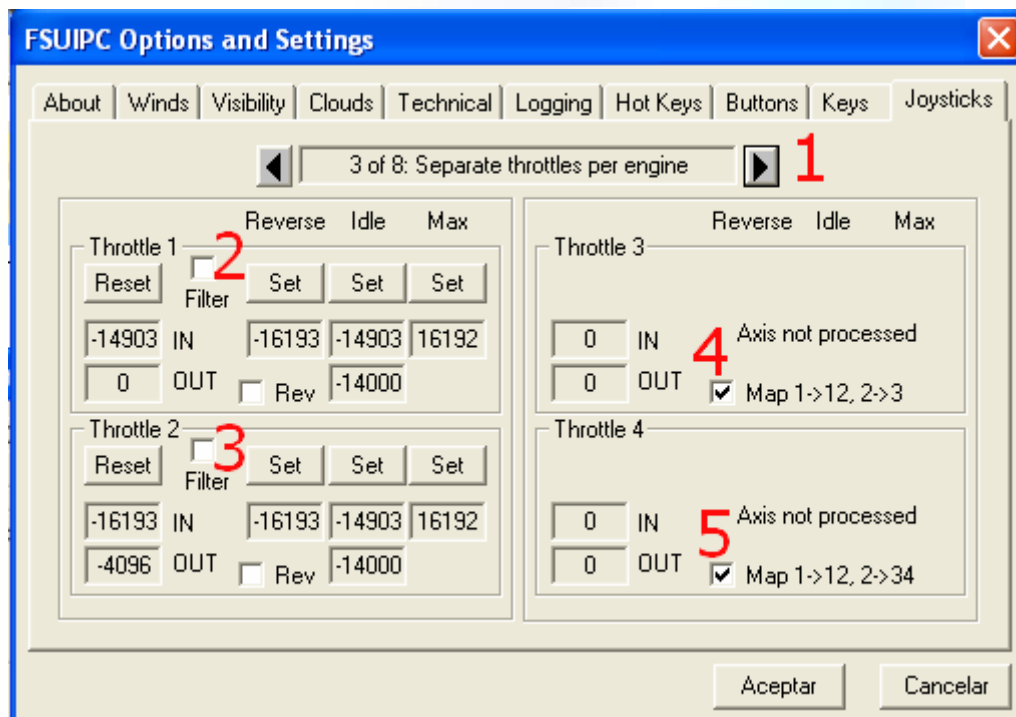 FSUIPC Options and Settings
About Winds Visibility Clouds Technical Logging Hot Keys Buttons Keys Joysticks
3 of 8: Separate throttles per engine 1
Reverse Idle Max
Throttle 1 2
Reset Filter Set Set Set
-14903 IN -16193 -14903 16192
0 OUT Rev -14000
Throttle 2 3
Reset Filter Set Set Set
-16193 IN -16193 -14903 16192
-4096 OUT Rev -14000
Reverse Idle Max
Throttle 3
0 IN Axis not processed
4
0 OUT Map 1->12, 2->3
Throttle 4
0 IN Axis not processed
5
0 OUT Map 1->12, 2->34
Aceptar Cancelar